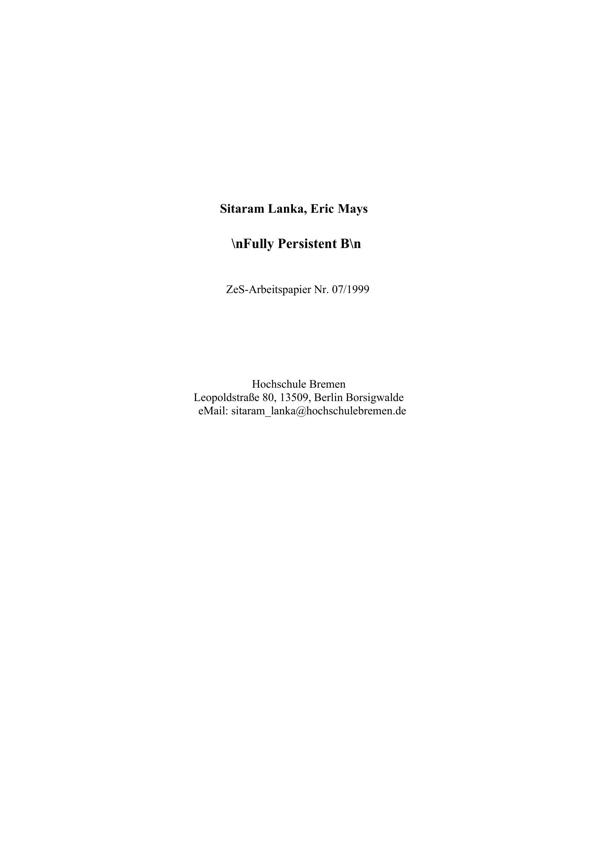 Sitaram Lanka, Eric Mays
\nFully Persistent B\n
ZeS-Arbeitspapier Nr. 07/1999
Hochschule Bremen
Leopoldstraße 80, 13509, Berlin Borsigwalde
eMail: sitaram_lanka@hochschulebremen.de